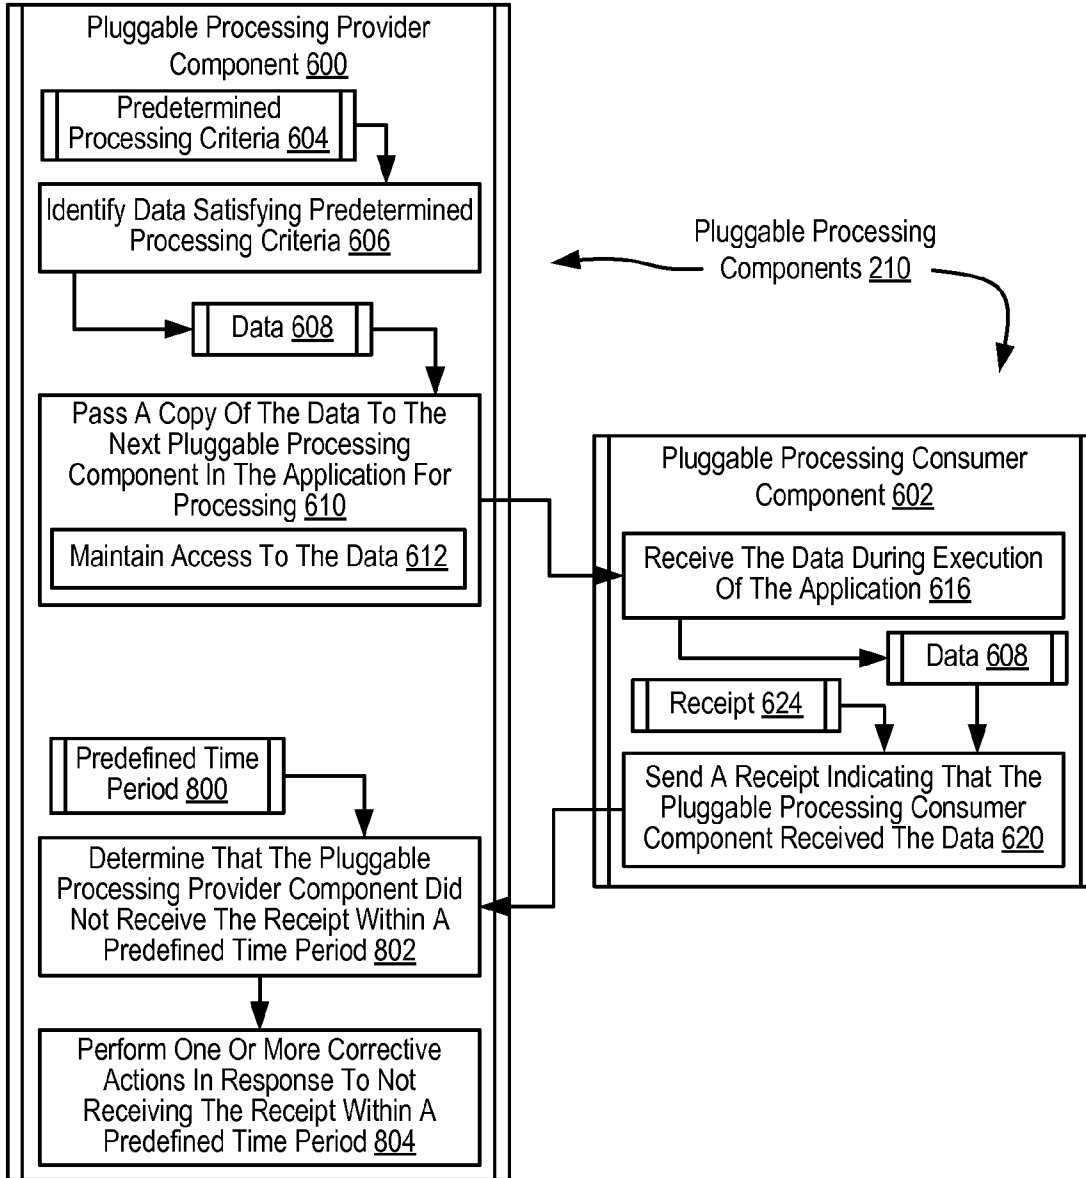 Pluggable Processing Provider
Component 600
Predetermined
Processing Criteria 604
Identify Data Satisfying Predetermined
Processing Criteria 606
Data 608
Pass A Copy Of The Data To The
Next Pluggable Processing
Component In The Application For
Processing 610
Maintain Access To The Data 612
Pluggable Processing
Components 210
Pluggable Processing Consumer
Component 602
Receive The Data During Execution
Of The Application 616
Data 608
Receipt 624
Send A Receipt Indicating That The
Pluggable Processing Consumer
Component Received The Data 620
Predefined Time
Period 800
Determine That The Pluggable
Processing Provider Component Did
Not Receive The Receipt Within A
Predefined Time Period 802
Perform One Or More Corrective
Actions In Response To Not
Receiving The Receipt Within A
Predefined Time Period 804